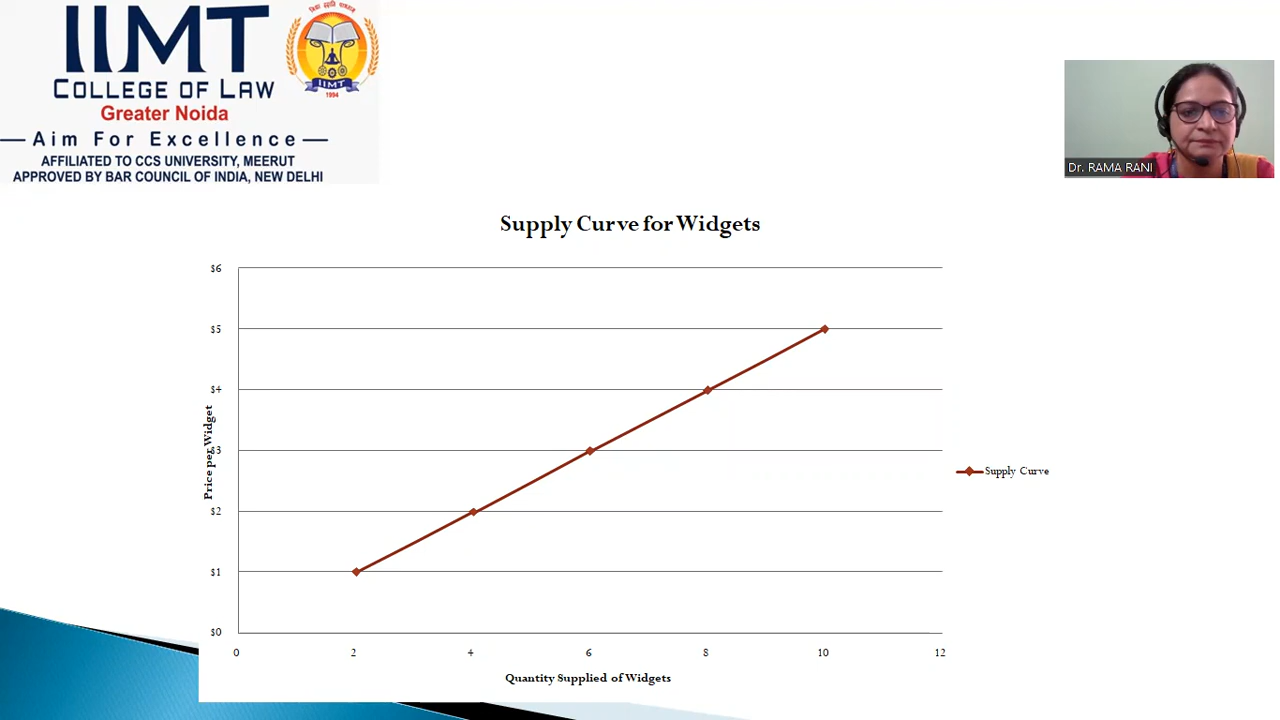 IIMT
COLLEGE OF LAW
Greater Noida
Aim For Excellence
AFFILIATED TO CCS UNIVERSITY, MEERUT
APPROVED BY BAR COUNCIL OF INDIA, NEW DELHI
IIMT
1994
Dr. RAMA RANI
Supply Curve for Widgets
$6
$5
$4
$3
$2
$1
$0
Price per Widget
0 2 4 6 8 10 12
Quantity Supplied of Widgets
Supply Curve